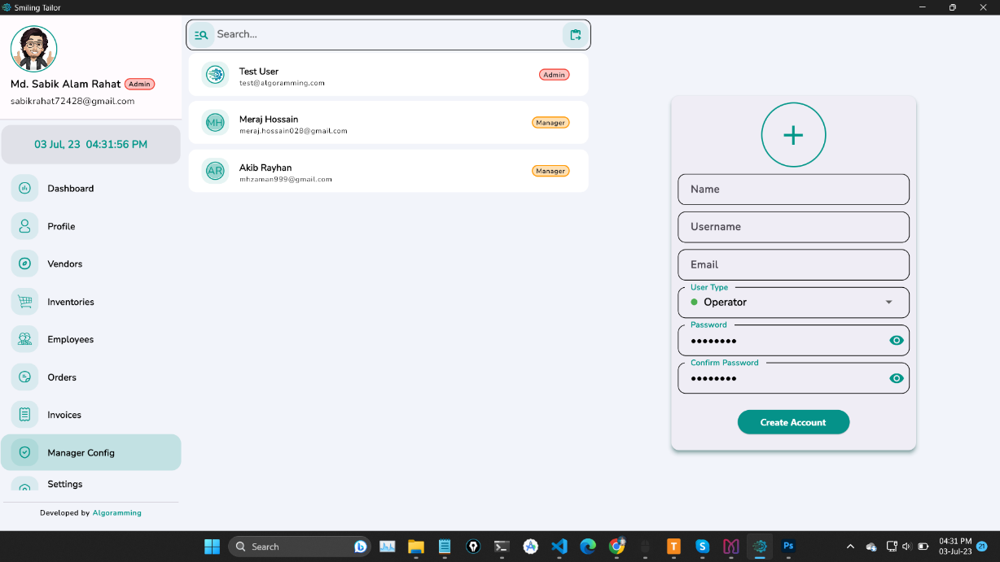 Smiling Tailor
Md. Sabik Alam Rahat Admin
sabikrahat72428@gmail.com
03 Jul, 23 04:31:56 PM
Dashboard
Profile
Vendors
Inventories
Employees
Orders
Invoices
Manager Config
Settings
Developed by Algoramming
Search...
Test User
test@algoramming.com
Admin
MH
Meraj Hossain
meraj.hossain028@gmail.com
Manager
AR
Akib Rayhan
mhzaman999@gmail.com
Manager
Name
Username
Email
User Type
Operator
Password
••••••••
Confirm Password
••••••••
Create Account
Search
T
S
Ps
04:31 PM
03-Jul-23
21